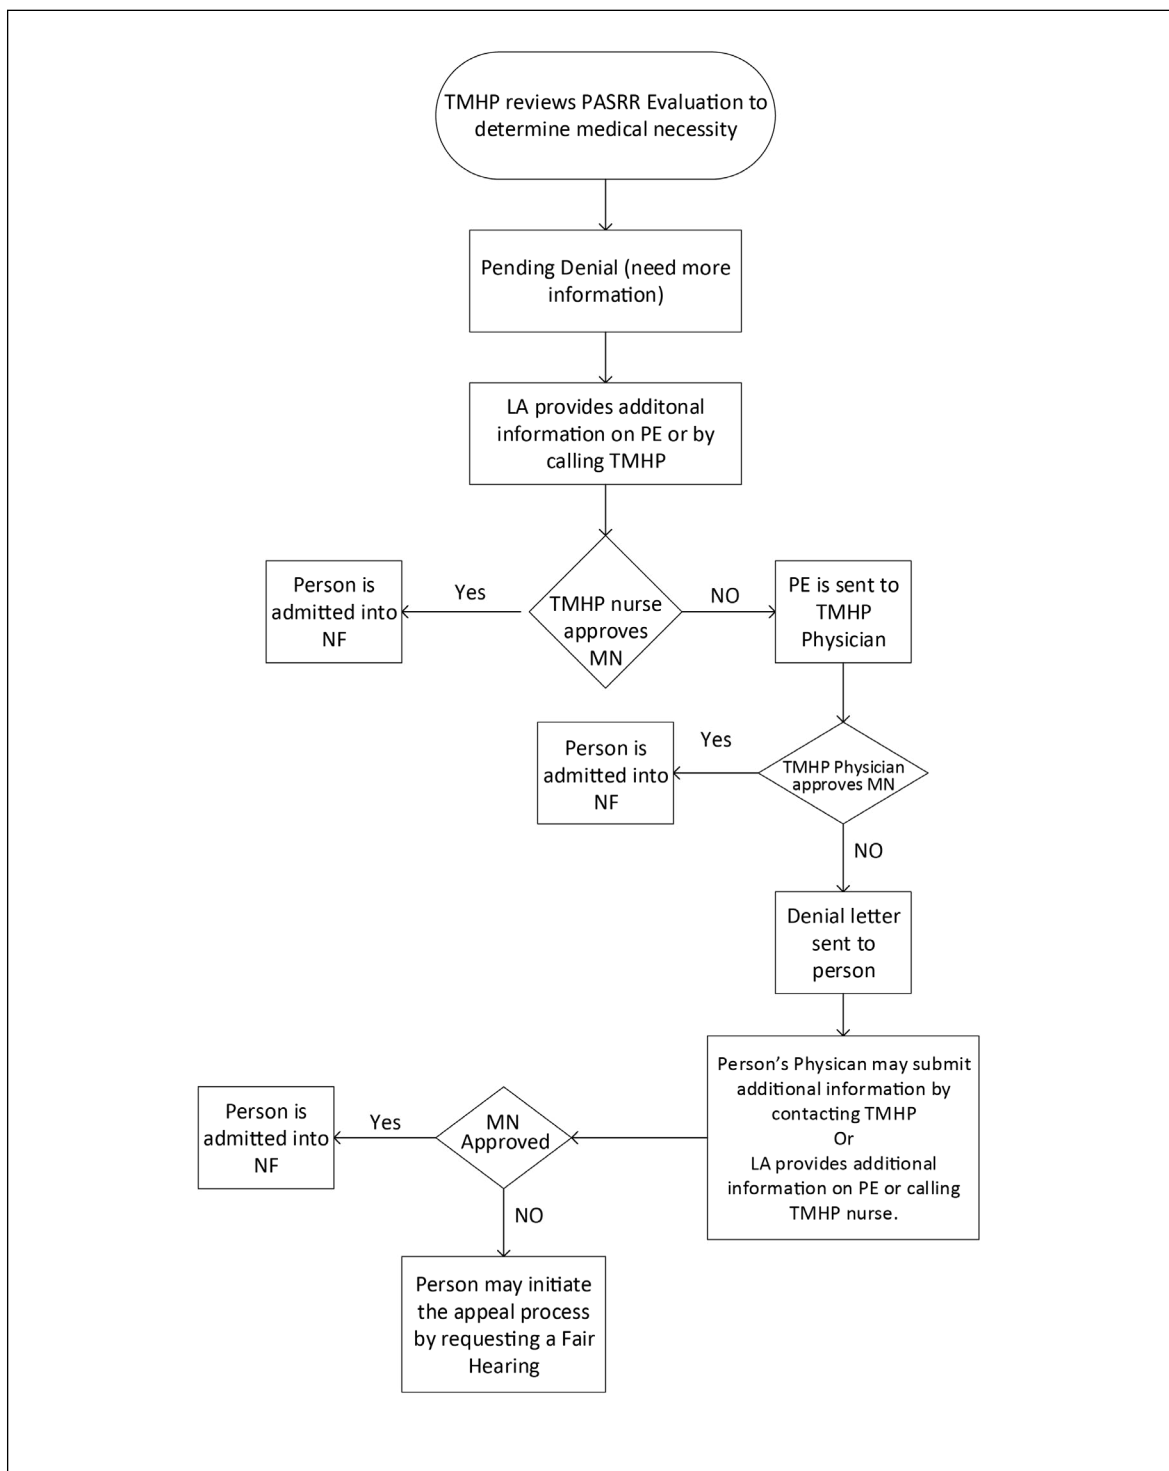 TMHP reviews PASRR Evaluation to
determine medical necessity
Pending Denial (need more
information)
LA provides additonal
information on PE or by
calling TMHP
Person is
admitted into
NF
Yes
TMHP nurse
approves
MN
NO
PE is sent to
TMHP
Physician
Person is
admitted into
NF
Yes
TMHP Physician
approves MN
NO
Denial letter
sent to
person
Person’s Physican may submit
additional information by
contacting TMHP
Or
LA provides additional
information on PE or calling
TMHP nurse.
MN
Approved
Yes
Person is
admitted into
NF
NO
Person may initiate
the appeal process
by requesting a Fair
Hearing